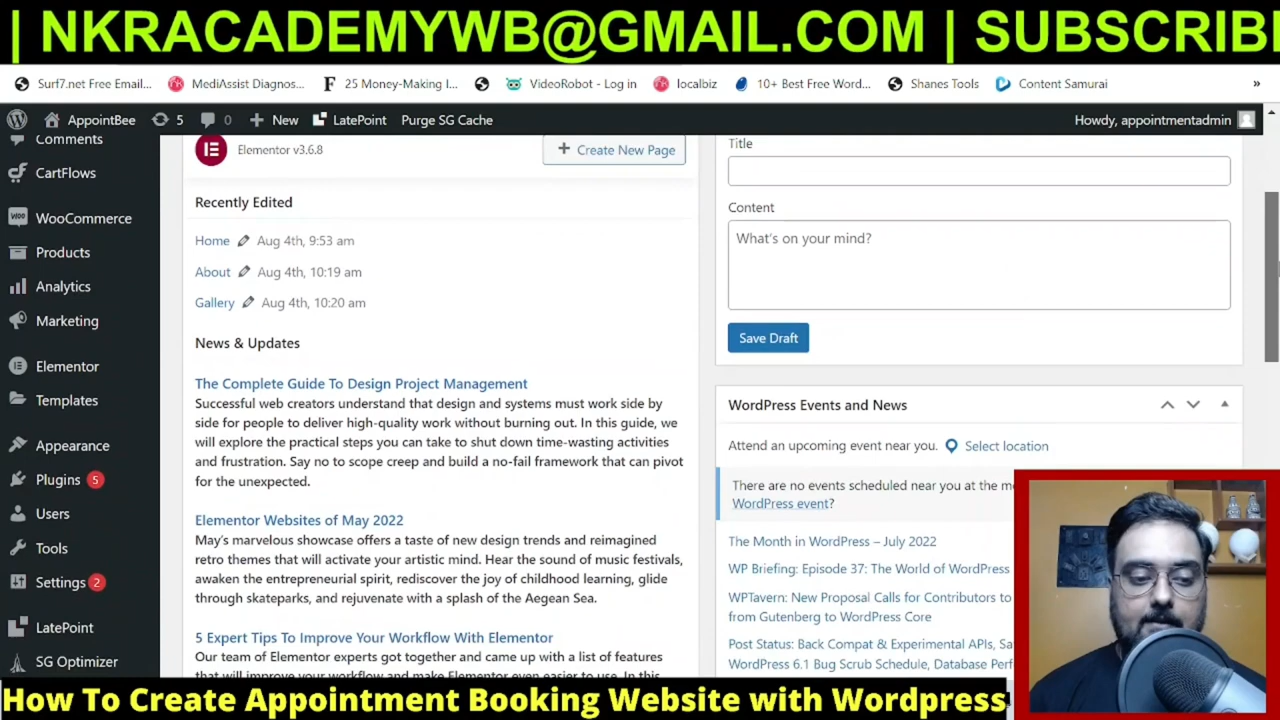 | NKRACADEMYWB@GMAIL.COM | SUBSCRIB
Surf7.net Free Email... MediAssist Diagnos... 25 Money-Making I... VideoRobot - Log in localbiz 10+ Best Free Word... Shanes Tools Content Samurai »
AppointBee 5 0 + New LatePoint Purge SG Cache Howdy, appointmentadmin
Comments
CartFlows
WooCommerce
Products
Analytics
Marketing
Elementor
Templates
Appearance
Plugins 5
Users
Tools
Settings 2
LatePoint
SG Optimizer
Elementor v3.6.8
+ Create New Page
Recently Edited
Home Aug 4th, 9:53 am
About Aug 4th, 10:19 am
Gallery Aug 4th, 10:20 am
News & Updates
The Complete Guide To Design Project Management
Successful web creators understand that design and systems must work side by
side for people to deliver high-quality work without burning out. In this guide, we
will explore the practical steps you can take to shut down time-wasting activities
and frustration. Say no to scope creep and build a no-fail framework that can pivot
for the unexpected.
Elementor Websites of May 2022
May's marvelous showcase offers a taste of new design trends and reimagined
retro themes that will activate your artistic mind. Hear the sound of music festivals,
awaken the entrepreneurial spirit, rediscover the joy of childhood learning, glide
through skateparks, and rejuvenate with a splash of the Aegean Sea.
5 Expert Tips To Improve Your Workflow With Elementor
Our team of Elementor experts got together and came up with a list of features
that will improve your workflow and make Elementor even easier to use. In this
Title
Content
What's on your mind?
Save Draft
WordPress Events and News
Attend an upcoming event near you. Select location
There are no events scheduled near you at the m
WordPress event?
The Month in WordPress – July 2022
WP Briefing: Episode 37: The World of WordPress
WPTavern: New Proposal Calls for Contributors to
from Gutenberg to WordPress Core
Post Status: Back Compat & Experimental APIs, Sa
WordPress 6.1 Bug Scrub Schedule, Database Perf
How To Create Appointment Booking Website with Wordpress